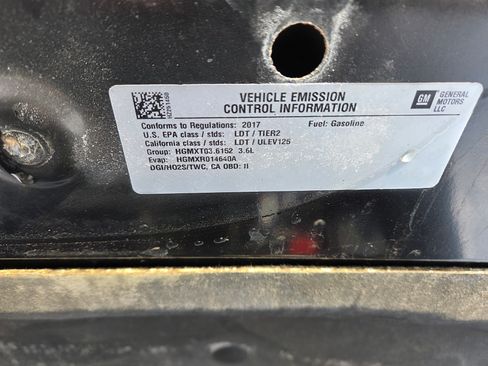 VEHICLE EMISSION
CONTROL INFORMATION
GM GENERAL MOTORS LLC
Conforms to Regulations: 2017 Fuel: Gasoline
U.S. EPA class / stds: LDT / TIER2
California class / stds: LDT / ULEV125
Group: HGMXT03.6152 3.6L
Evap: HGMXR014640A
DGI/HO2S/TWC, CA OBD: II